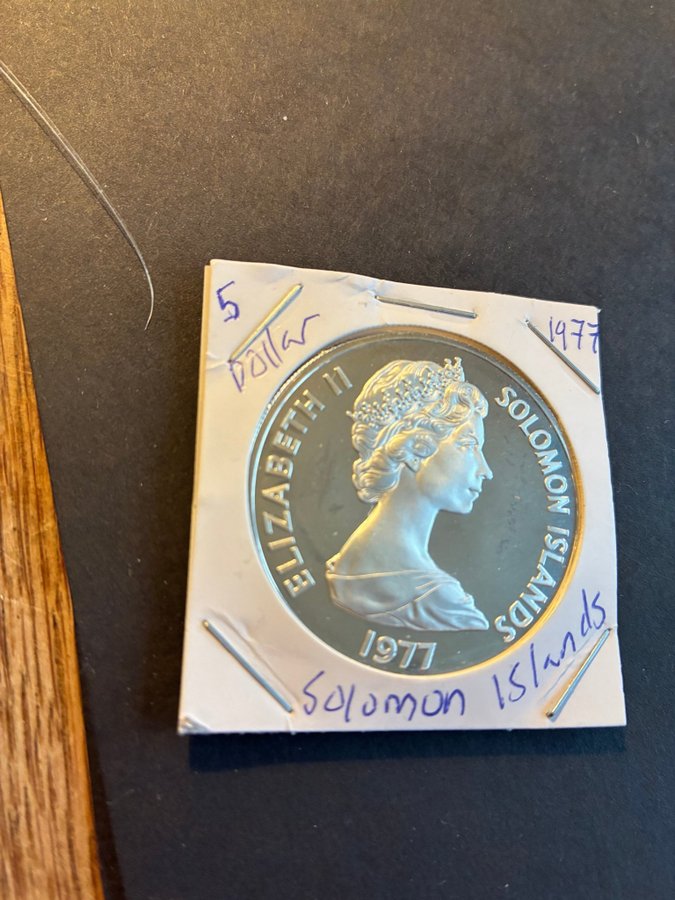 5
Dollar
1977
ELIZABETH II
SOLOMON ISLANDS
1977
Solomon Islands